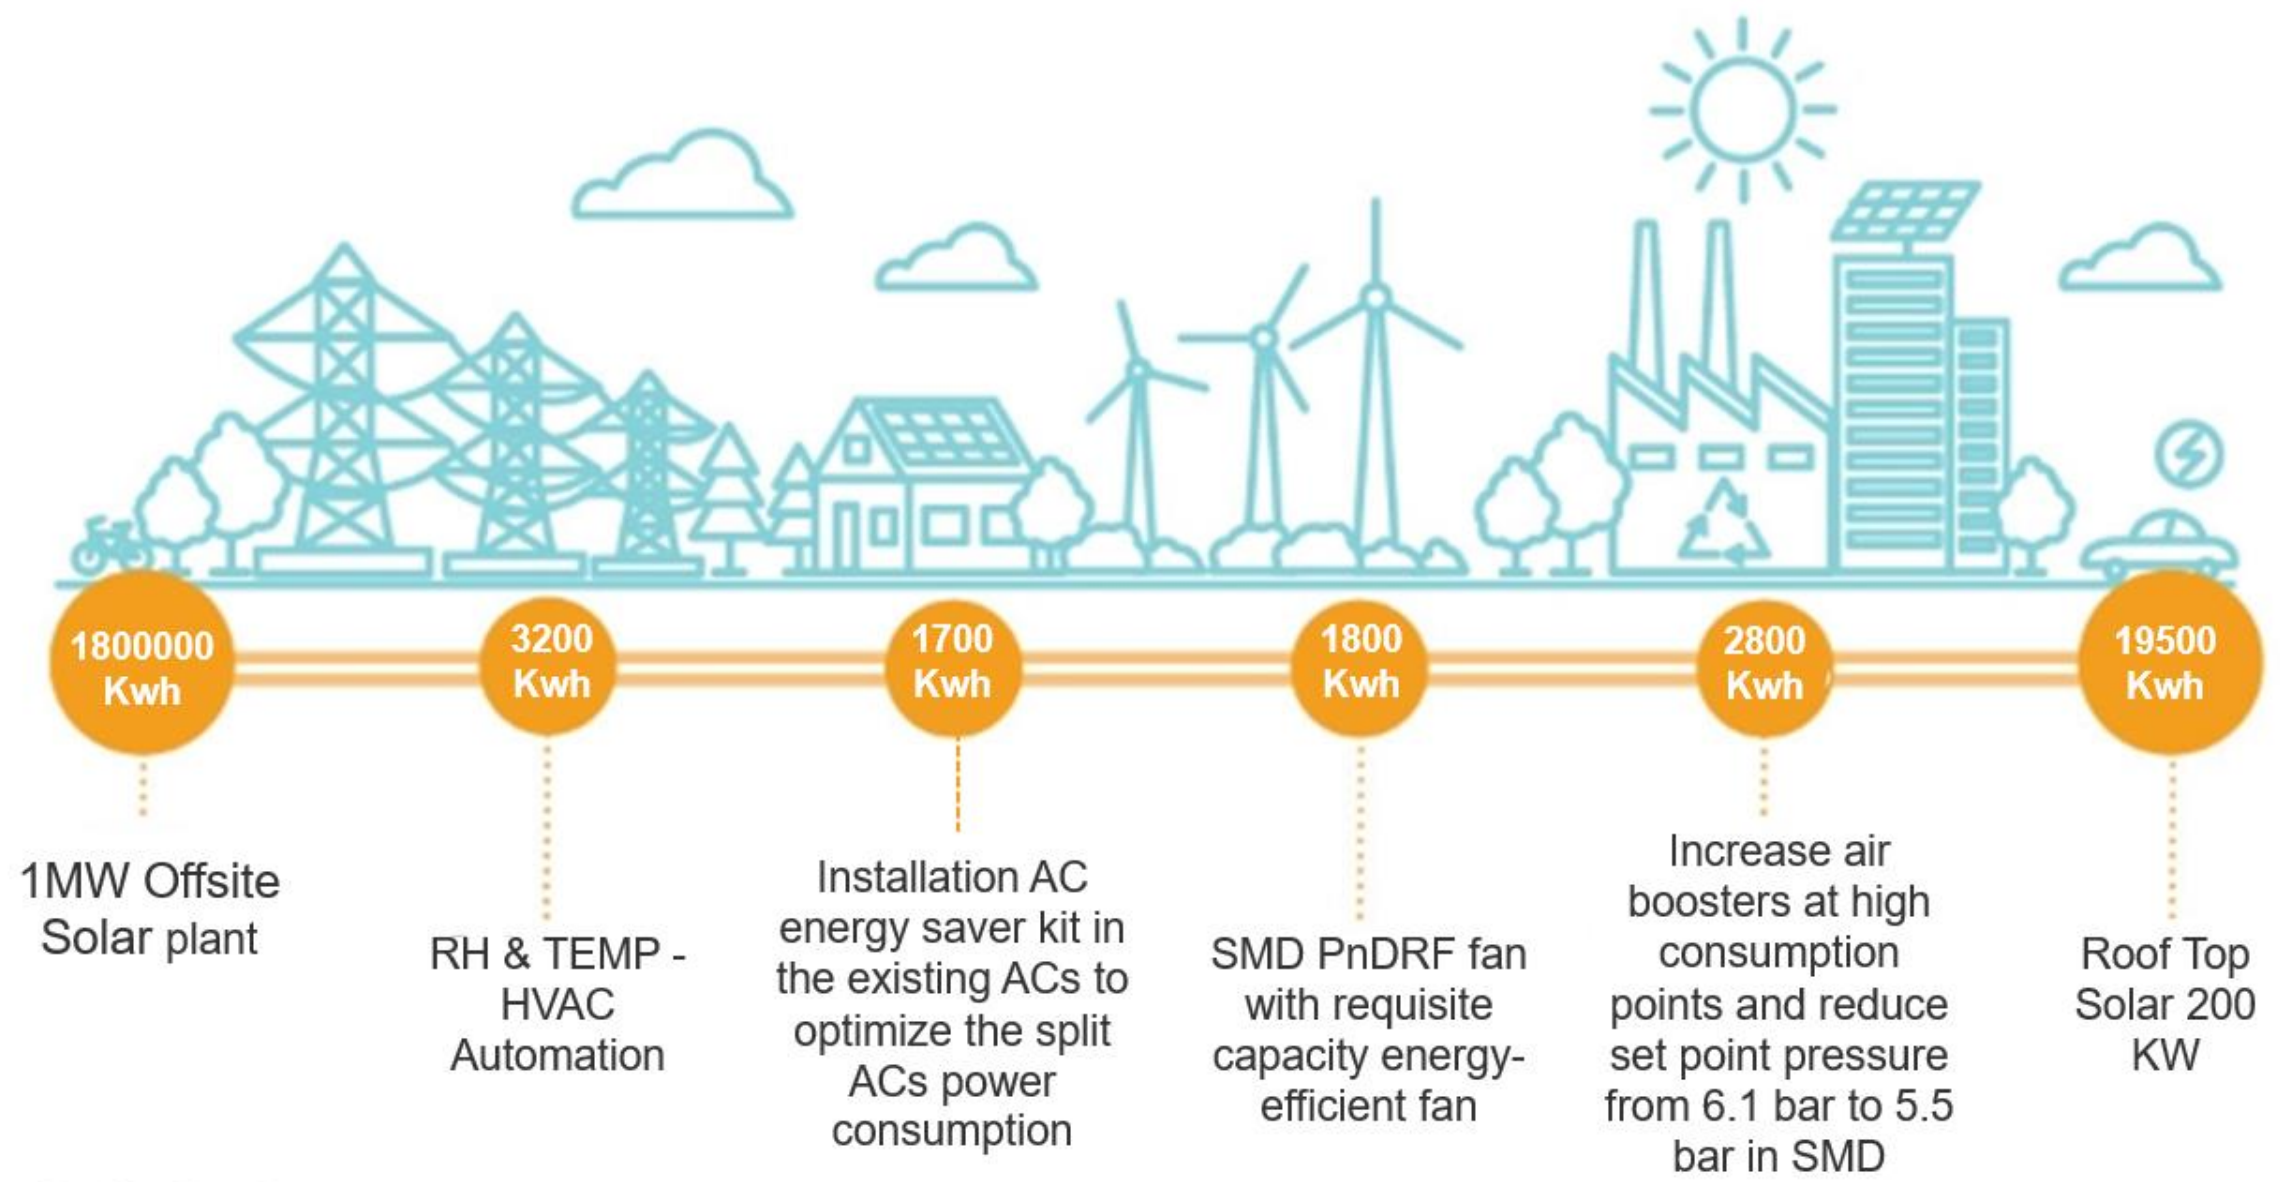 1800000
Kwh
3200
Kwh
1700
Kwh
1800
Kwh
2800
Kwh
19500
Kwh
1MW Offsite
Solar plant
RH & TEMP -
HVAC
Automation
Installation AC
energy saver kit in
the existing ACs to
optimize the split
ACs power
consumption
SMD PnDRF fan
with requisite
capacity energy-
efficient fan
Increase air
boosters at high
consumption
points and reduce
set point pressure
from 6.1 bar to 5.5
bar in SMD
Roof Top
Solar 200
KW